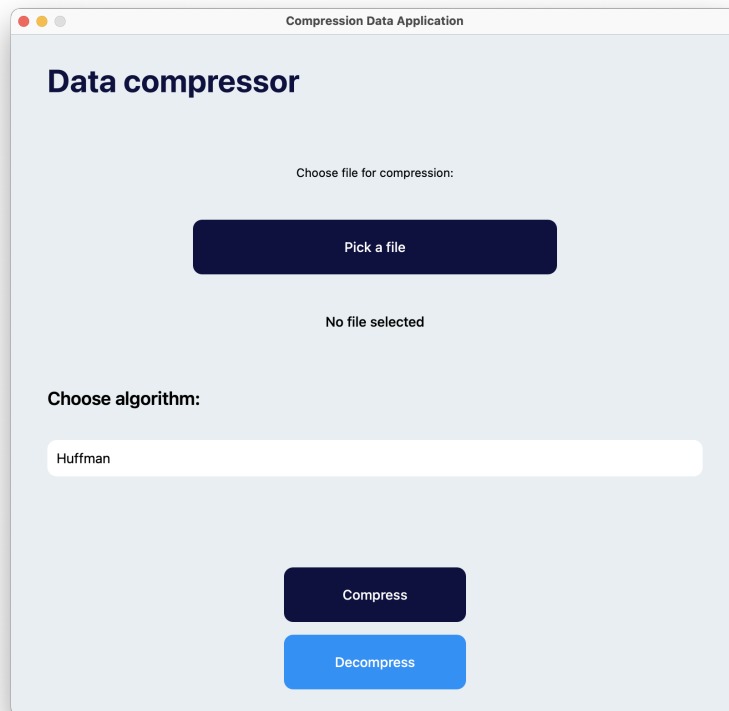 Compression Data Application
Data compressor
Choose file for compression:
Pick a file
No file selected
Choose algorithm:
Huffman
Compress
Decompress